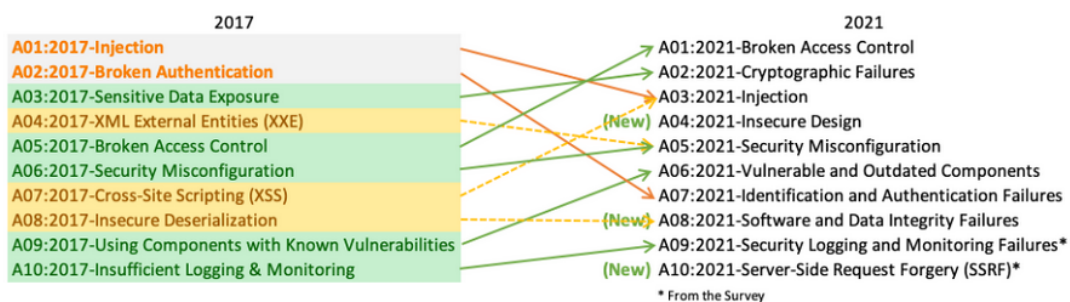 2017
A01:2017-Injection
A02:2017-Broken Authentication
A03:2017-Sensitive Data Exposure
A04:2017-XML External Entities (XXE)
A05:2017-Broken Access Control
A06:2017-Security Misconfiguration
A07:2017-Cross-Site Scripting (XSS)
A08:2017-Insecure Deserialization
A09:2017-Using Components with Known Vulnerabilities
A10:2017-Insufficient Logging & Monitoring
2021
A01:2021-Broken Access Control
A02:2021-Cryptographic Failures
A03:2021-Injection
(New) A04:2021-Insecure Design
A05:2021-Security Misconfiguration
A06:2021-Vulnerable and Outdated Components
A07:2021-Identification and Authentication Failures
(New) A08:2021-Software and Data Integrity Failures
A09:2021-Security Logging and Monitoring Failures*
(New) A10:2021-Server-Side Request Forgery (SSRF)*
* From the Survey